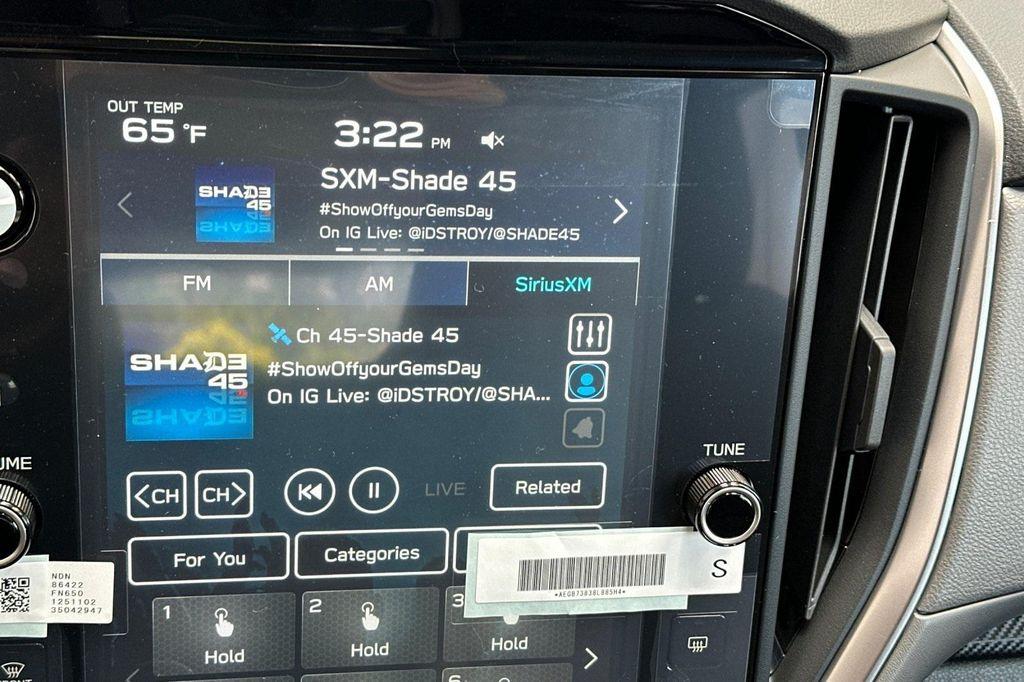 OUT TEMP
65 °F
3:22 PM
SHADE
45
SXM-Shade 45
#ShowOffyourGemsDay
On IG Live: @iDSTROY/@SHADE45
FM
AM
SiriusXM
SHADE
45
Ch 45-Shade 45
#ShowOffyourGemsDay
On IG Live: @iDSTROY/@SHA...
UME
TUNE
<CH
CH>
LIVE
Related
For You
Categories
S
NDN
86422
FN650
1251102
35042947
1
Hold
2
Hold
3
Hold